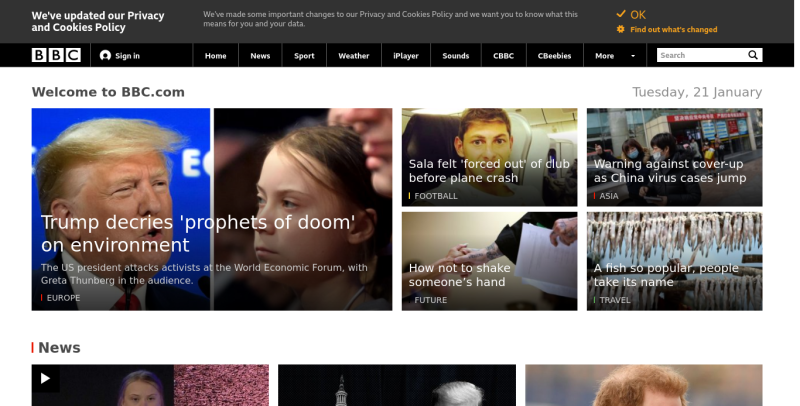 We've updated our Privacy
and Cookies Policy
We've made some important changes to our Privacy and Cookies Policy and we want you to know what this
means for you and your data.
OK
Find out what's changed
BBC
Sign in
Home
News
Sport
Weather
iPlayer
Sounds
CBBC
CBeebies
More
Search
Welcome to BBC.com
Tuesday, 21 January
Trump decries 'prophets of doom'
on environment
The US president attacks activists at the World Economic Forum, with
Greta Thunberg in the audience.
EUROPE
Sala felt 'forced out' of club
before plane crash
FOOTBALL
Warning against cover-up
as China virus cases jump
ASIA
How not to shake
someone's hand
FUTURE
A fish so popular, people
take its name
TRAVEL
News